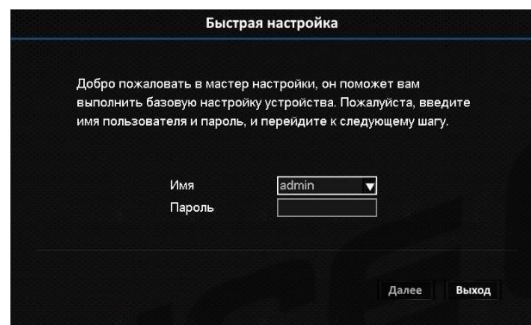 Быстрая настройка
Добро пожаловать в мастер настройки, он поможет вам
выполнить базовую настройку устройства. Пожалуйста, введите
имя пользователя и пароль, и перейдите к следующему шагу.
Имя admin
Пароль
Далее Выход